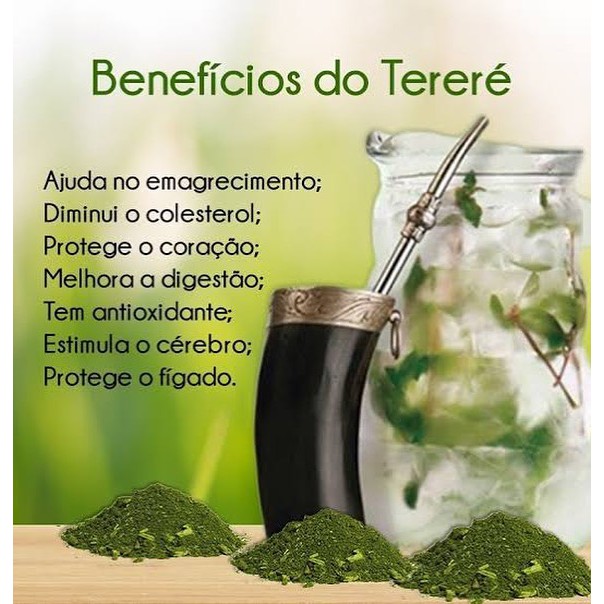 Benefícios do Tereré
Ajuda no emagrecimento;
Diminui o colesterol;
Protege o coração;
Melhora a digestão;
Tem antioxidante;
Estimula o cérebro;
Protege o fígado.